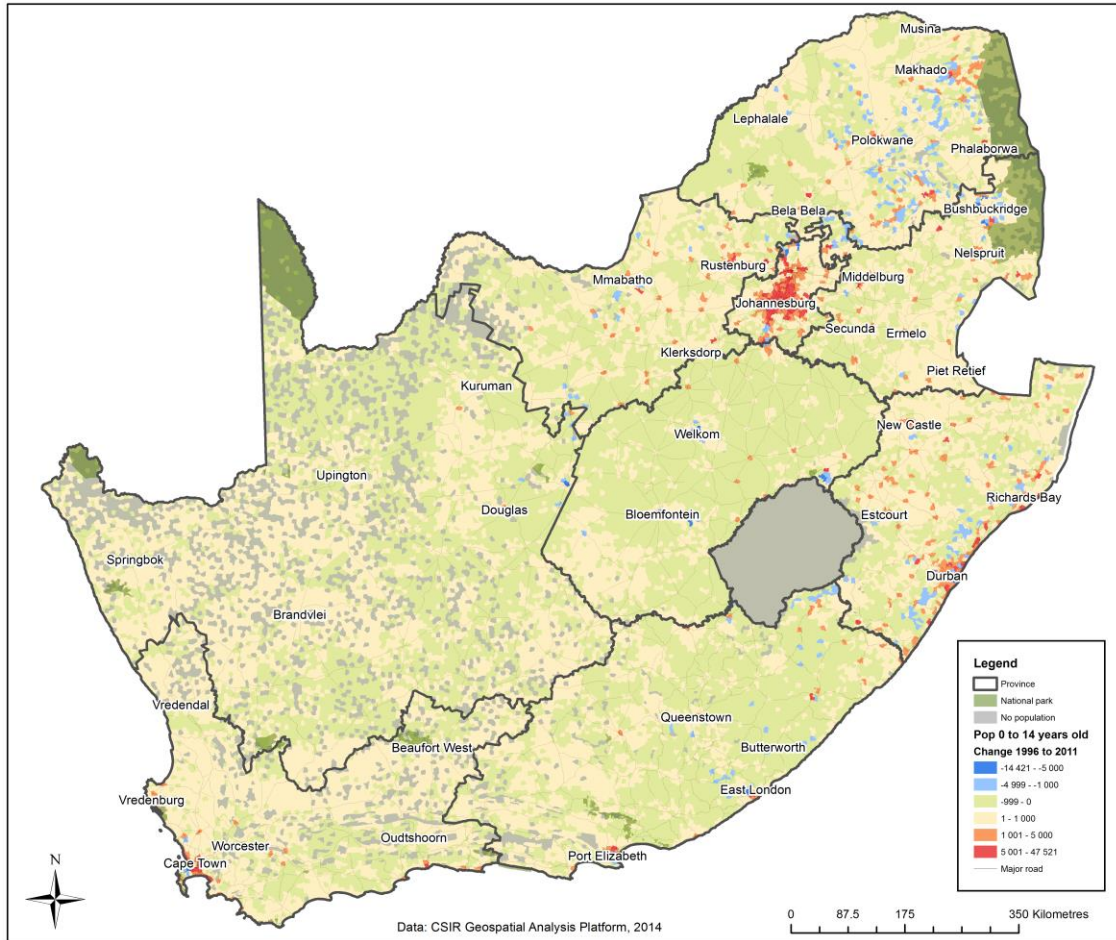 Musina
Makhado
Lephalale
Polokwane
Phalaborwa
Bela Bela
Bushbuckridge
Nelspruit
Rustenburg
Middelburg
Mmabatho
Johannesburg
Secunda
Ermelo
Klerksdorp
Piet Retief
Kuruman
New Castle
Welkom
Upington
Richards Bay
Douglas
Bloemfontein
Estcourt
Springbok
Durban
Brandvlei
Vredendal
Queenstown
Beaufort West
Butterworth
East London
Vredenburg
Oudtshoorn
Worcester
Port Elizabeth
Cape Town
Legend
Province
National park
No population
Pop 0 to 14 years old
Change 1996 to 2011
-14 421 - -5 000
-4 999 - -1 000
-999 - 0
1 - 1 000
1 001 - 5 000
5 001 - 47 521
Major road
N
Data: CSIR Geospatial Analysis Platform, 2014
0 87.5 175 350 Kilometres